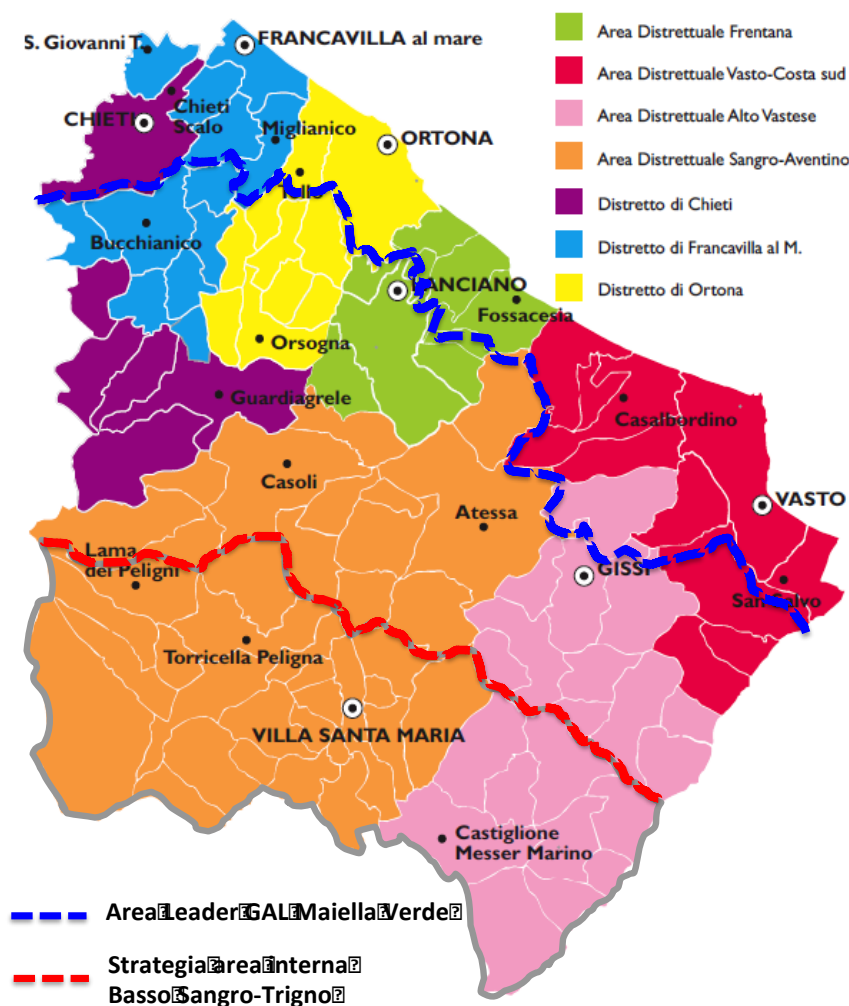 S. Giovanni T.
FRANCAVILLA al mare
Chieti
Scalo
CHIETI
Miglianico
ORTONA
Tollo
Bucchianico
LANCIANO
Fossacesia
Orsogna
Guardiagrele
Casalbordino
Casoli
VASTO
Atessa
Lama
dei Peligni
GISSI
San Salvo
Torricella Peligna
VILLA SANTA MARIA
Castiglione
Messer Marino
Area Distrettuale Frentana
Area Distrettuale Vasto-Costa sud
Area Distrettuale Alto Vastese
Area Distrettuale Sangro-Aventino
Distretto di Chieti
Distretto di Francavilla al M.
Distretto di Ortona
Area Leader GAL Maiella Verde
Strategia area interna
Basso Sangro-Trigno